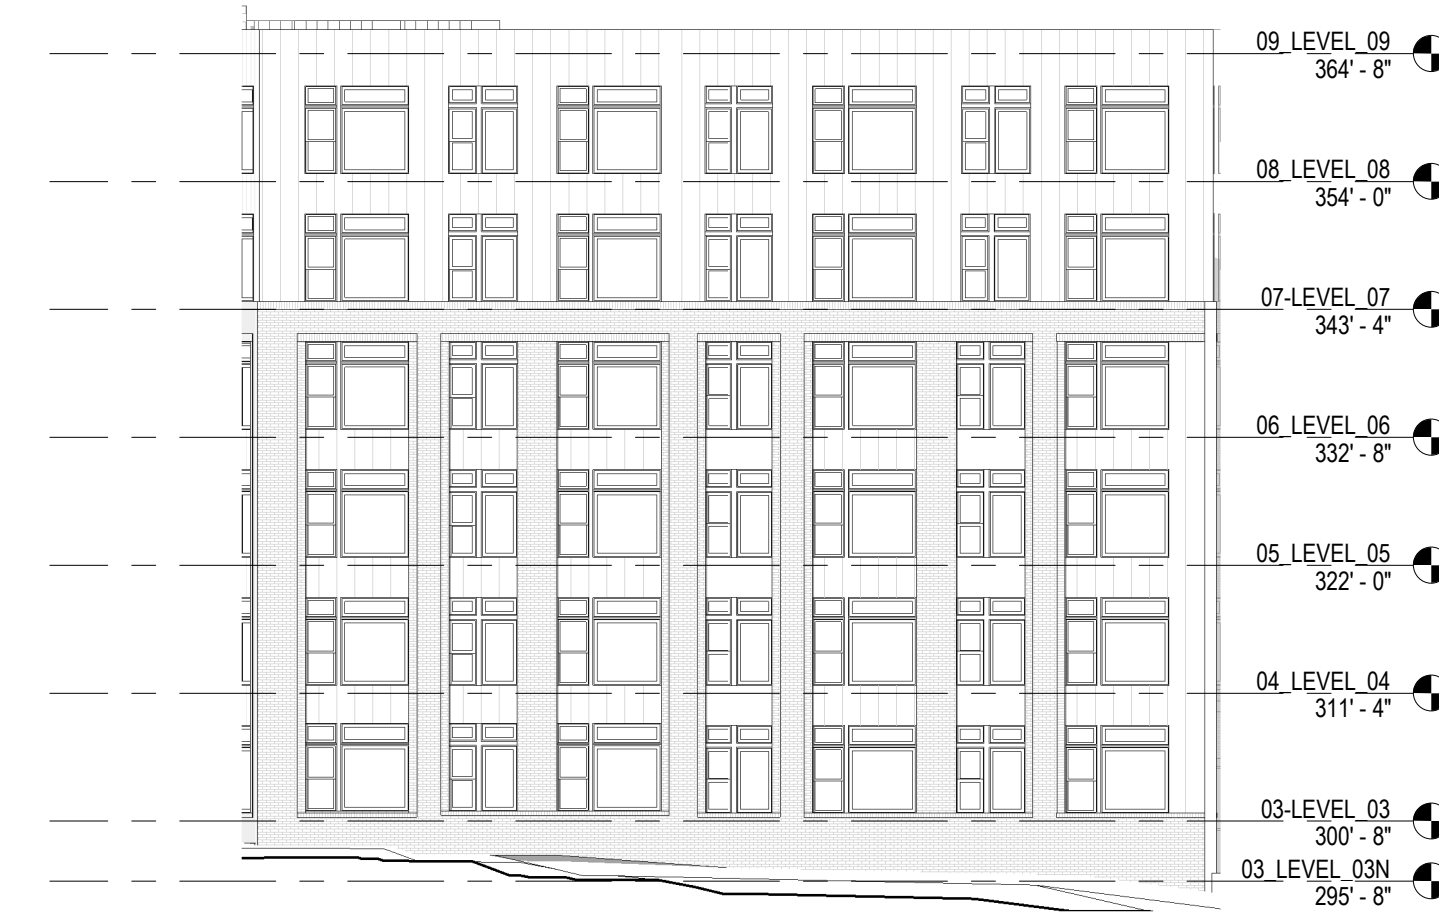 09_LEVEL_09
364' - 8"
08_LEVEL_08
354' - 0"
07-LEVEL_07
343' - 4"
06_LEVEL_06
332' - 8"
05_LEVEL_05
322' - 0"
04_LEVEL_04
311' - 4"
03-LEVEL_03
300' - 8"
03_LEVEL_03N
295' - 8"